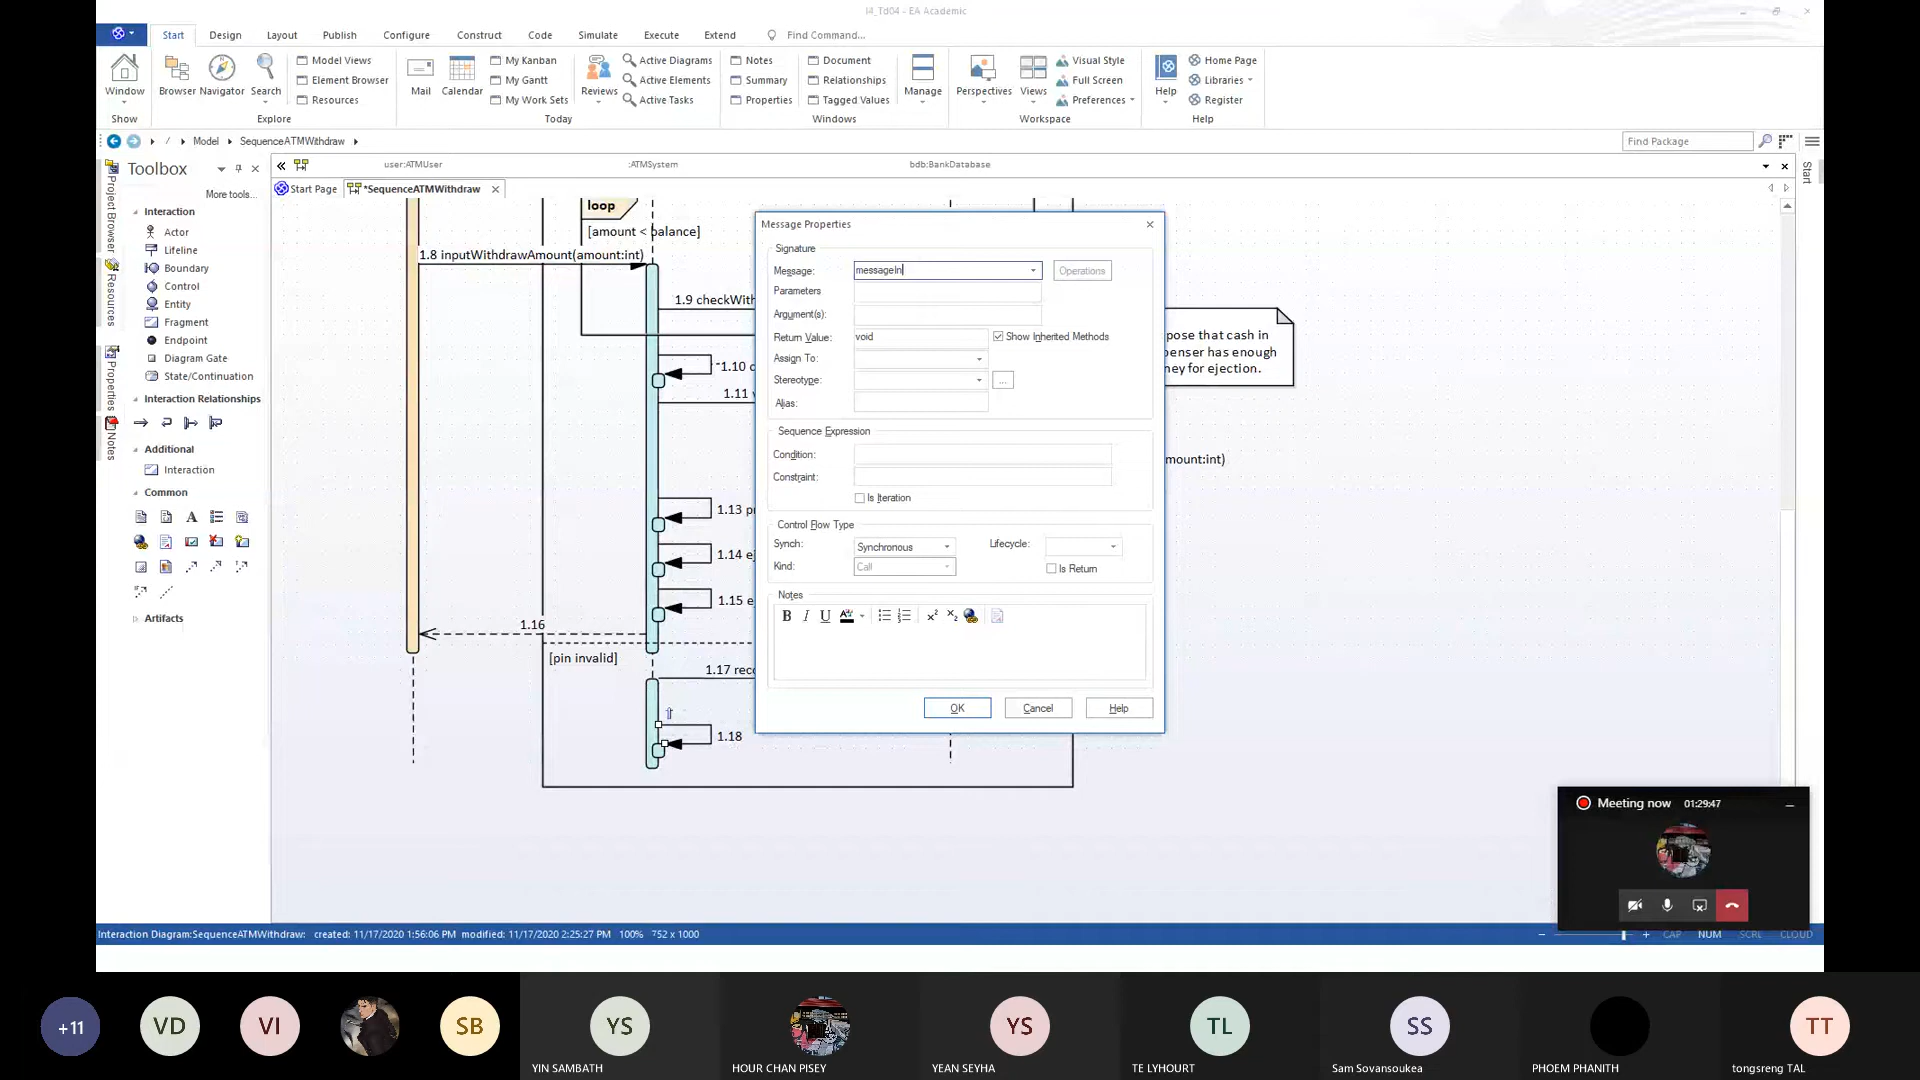 I4_Td04 - EA Academic
Start Design Layout Publish Configure Construct Code Simulate Execute Extend Find Command...
Window Browser Navigator Search Model Views Element Browser Resources
Mail Calendar My Kanban My Gantt My Work Sets Reviews Active Diagrams Active Elements Active Tasks
Notes Summary Properties Document Relationships Tagged Values Manage
Perspectives Views Visual Style Full Screen Preferences Help Home Page Libraries Register
Show Explore Today Windows Workspace Help
/ Model SequenceATMWithdraw Find Package
Toolbox
More tools...
Project Browser
Resources
Properties
Notes
Start
Interaction
Actor
Lifeline
Boundary
Control
Entity
Fragment
Endpoint
Diagram Gate
State/Continuation
Interaction Relationships
Additional
Interaction
Common
Artifacts
user:ATMUser :ATMSystem bdb:BankDatabase
Start Page *SequenceATMWithdraw
loop
[amount < balance]
1.8 inputWithdrawAmount(amount:int)
1.9 checkWith
1.10
1.11
1.13
1.14
1.15
1.16
[pin invalid]
1.17
1.18
pose that cash in
penser has enough
ney for ejection.
mount:int)
Message Properties
Signature
Message: messageIn Operations
Parameters
Argument(s):
Return Value: void Show Inherited Methods
Assign To:
Stereotype: ...
Alias:
Sequence Expression
Condition:
Constraint:
Is Iteration
Control Flow Type
Synch: Synchronous Lifecycle:
Kind: Call Is Return
Notes
B I U
OK Cancel Help
Meeting now 01:29:47
Interaction Diagram:SequenceATMWithdraw: created: 11/17/2020 1:56:06 PM modified: 11/17/2020 2:25:27 PM 100% 752 x 1000
CAP NUM SCRL CLOUD
+11 VD VI SB YS YS TL SS TT
YIN SAMBATH HOUR CHAN PISEY YEAN SEYHA TE LYHOURT Sam Sovansoukea PHOEM PHANITH tongsreng TAL